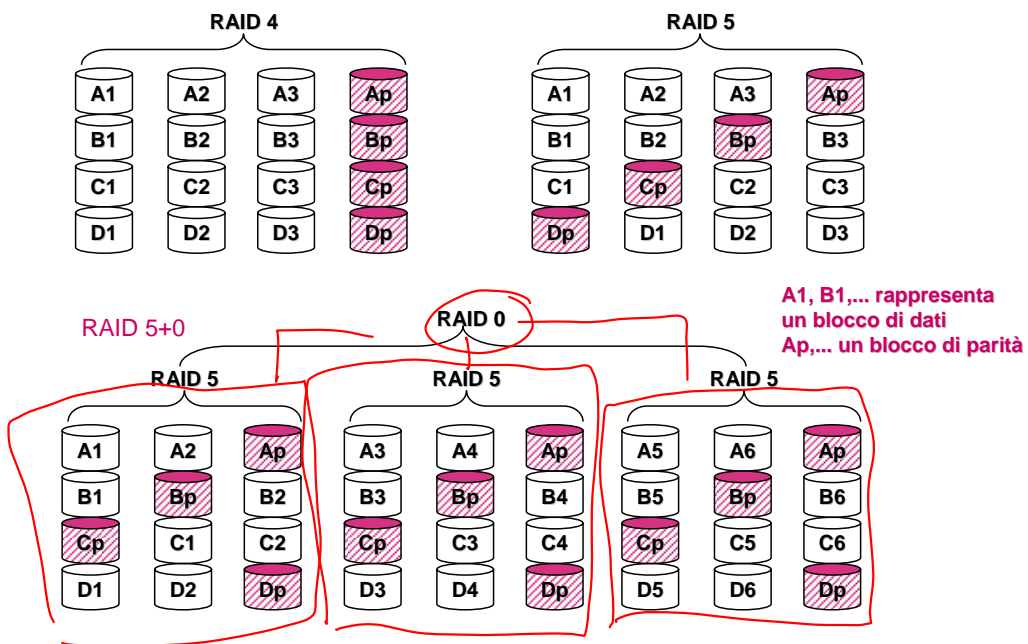 RAID 4
A1 A2 A3 Ap
B1 B2 B3 Bp
C1 C2 C3 Cp
D1 D2 D3 Dp
RAID 5
A1 A2 A3 Ap
B1 B2 Bp B3
C1 Cp C2 C3
Dp D1 D2 D3
A1, B1,... rappresenta
un blocco di dati
Ap,... un blocco di parità
RAID 5+0
RAID 0
RAID 5
A1 A2 Ap
B1 Bp B2
Cp C1 C2
D1 D2 Dp
RAID 5
A3 A4 Ap
B3 Bp B4
Cp C3 C4
D3 D4 Dp
RAID 5
A5 A6 Ap
B5 Bp B6
Cp C5 C6
D5 D6 Dp